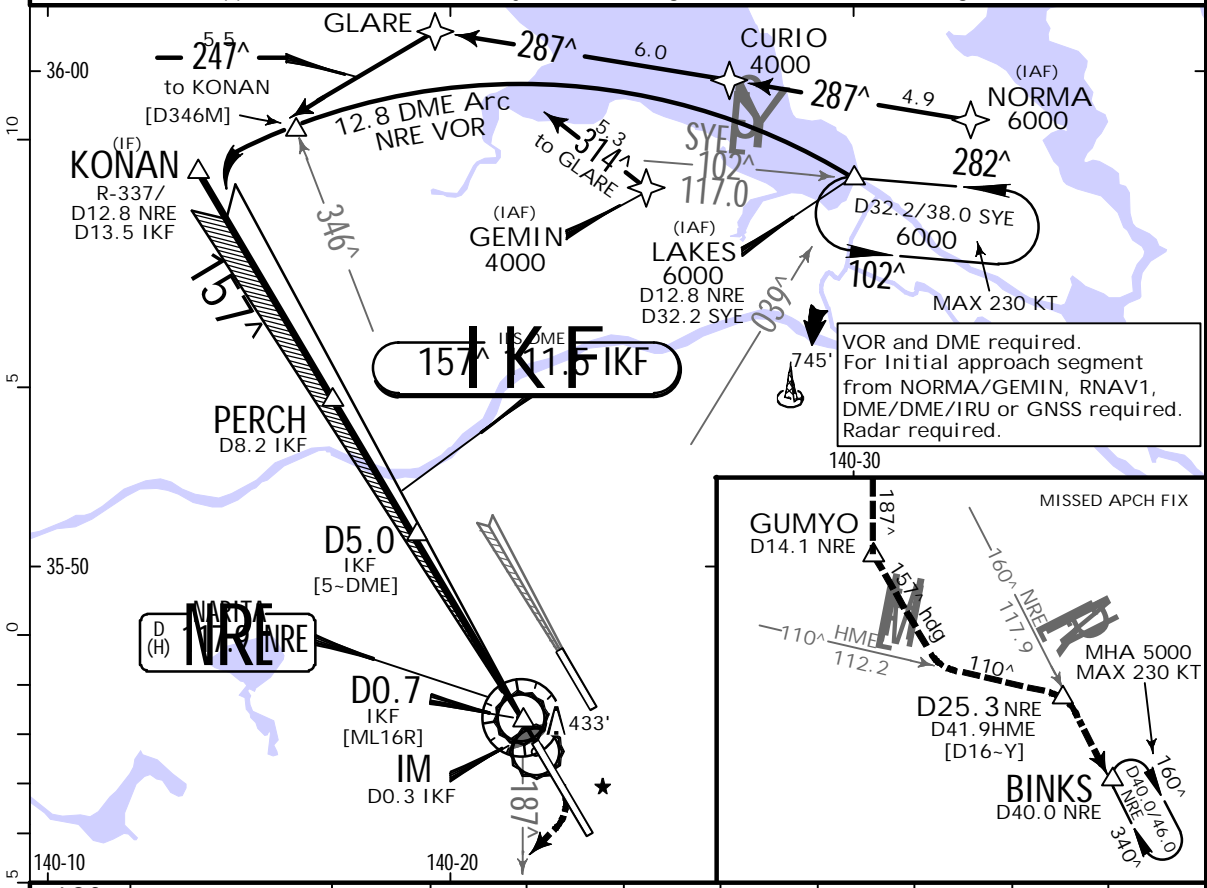 GLARE
5.5
247^
to KONAN
[D346M]
287^
6.0
CURIO
4000
287^
4.9
(IAF)
NORMA
6000
36-00
10
12.8 DME Arc
NRE VOR
5.3
314^
to GLARE
SYE
102^
117.0
282^
(IF)
KONAN
R-337/
D12.8 NRE
D13.5 IKF
346^
(IAF)
GEMIN
4000
(IAF)
LAKES
6000
D12.8 NRE
D32.2 SYE
D32.2/38.0 SYE
6000
102^
MAX 230 KT
157^
039^
ILS DME
157^ 111.5 IKF
IKF
745'
VOR and DME required.
For Initial approach segment
from NORMA/GEMIN, RNAV1,
DME/DME/IRU or GNSS required.
Radar required.
5
PERCH
D8.2 IKF
140-30
D5.0
IKF
[5~DME]
35-50
0
NARITA
D
(H)
117.9 NRE
NRE
D0.7
IKF
[ML16R]
433'
IM
D0.3 IKF
187^
5
140-10
140-20
MISSED APCH FIX
187^
GUMYO
D14.1 NRE
157^ hdg
160^ NRE
117.9
110^ HME
112.2
110^
MHA 5000
MAX 230 KT
D25.3 NRE
D41.9HME
[D16~Y]
BINKS
D40.0 NRE
D40.0/46.0
NRE
160^
340^